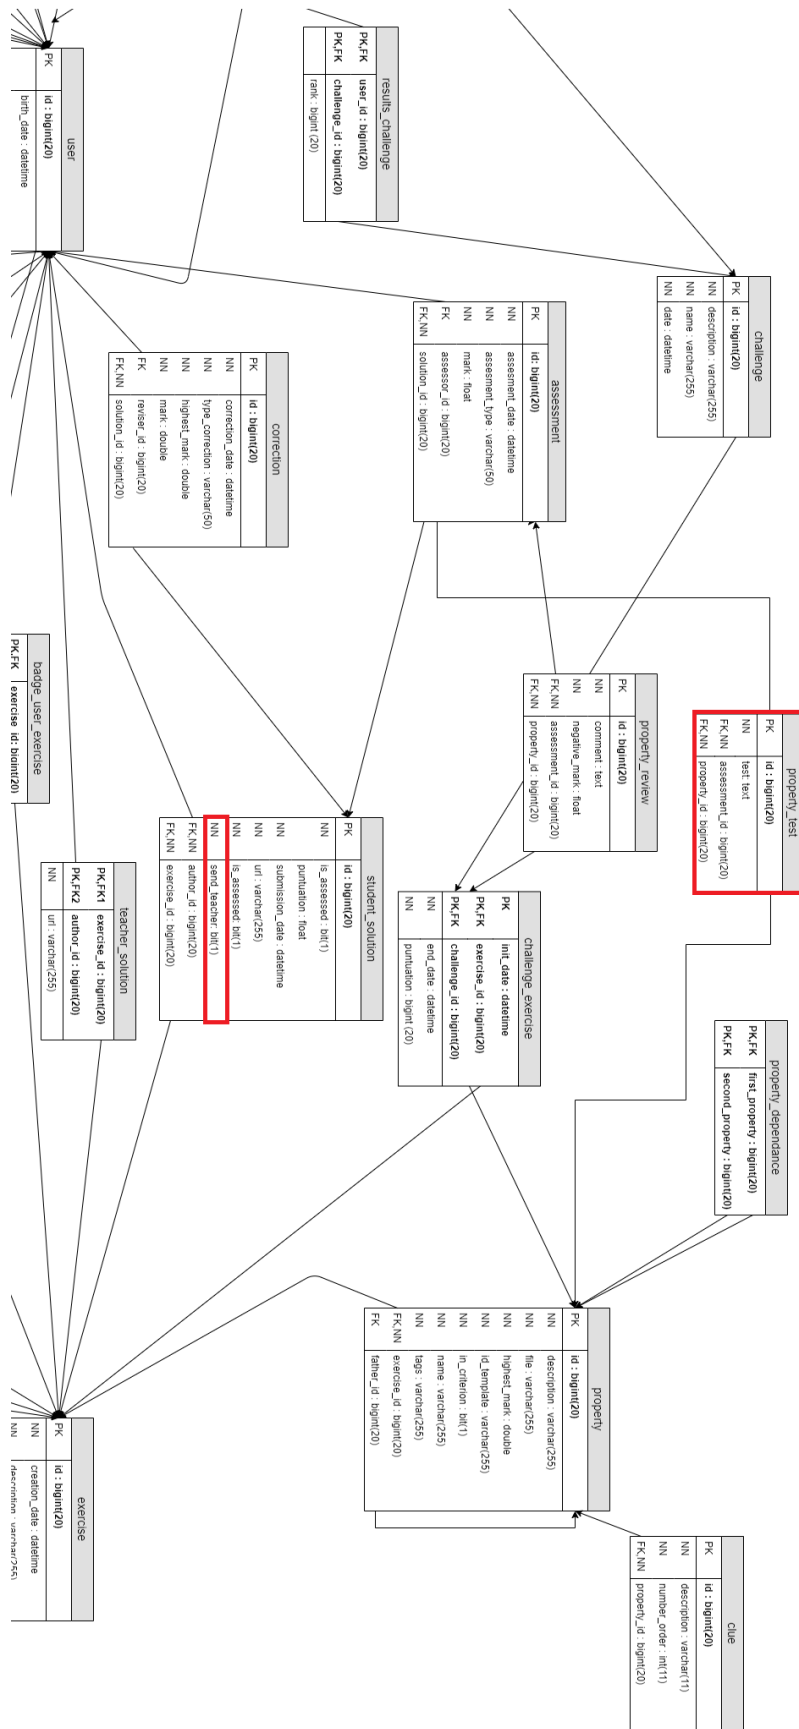 user
PK id : bigint(20)
birth_date : datetime
results_challenge
PK,FK user_id : bigint(20)
PK,FK challenge_id : bigint(20)
rank : bigint (20)
challenge
PK id : bigint(20)
NN description : varchar(255)
NN name : varchar(255)
NN date : datetime
assessment
PK id: bigint(20)
NN assesment_date : datetime
NN assesment_type : varchar(50)
NN mark : float
FK assessor_id : bigint(20)
FK,NN solution_id : bigint(20)
correction
PK id : bigint(20)
NN correction_date : datetime
NN type_correction : varchar(50)
NN highest_mark : double
NN mark : double
FK reviser_id : bigint(20)
FK,NN solution_id : bigint(20)
badge_user_exercise
PK,FK exercise_id: bigint(20)
property_review
PK id : bigint(20)
NN comment : text
NN negative_mark : float
FK,NN assessment_id : bigint(20)
FK,NN property_id : bigint(20)
property_test
PK id : bigint(20)
NN test: text
FK,NN assessment_id : bigint(20)
FK,NN property_id : bigint(20)
teacher_solution
PK,FK1 exercise_id : bigint(20)
PK,FK2 author_id : bigint(20)
NN url : varchar(255)
student_solution
PK id : bigint(20)
NN is_assessed : bit(1)
puntuation : float
NN submission_date : datetime
NN url : varchar(255)
NN is_assessed: bit(1)
NN send_teacher: bit(1)
FK,NN author_id : bigint(20)
FK,NN exercise_id : bigint(20)
challenge_exercise
PK init_date : datetime
PK,FK exercise_id : bigint(20)
PK,FK challenge_id : bigint(20)
NN end_date : datetime
NN puntuation : bigint (20)
property_dependance
PK,FK first_property : bigint(20)
PK,FK second_property : bigint(20)
property
PK id : bigint(20)
NN description : varchar(255)
NN file : varchar(255)
NN highest_mark : double
NN id_template : varchar(255)
NN in_criterion : bit(1)
NN name : varchar(255)
NN tags : varchar(255)
FK,NN exercise_id : bigint(20)
FK father_id : bigint(20)
exercise
PK id : bigint(20)
NN creation_date : datetime
NN description : varchar(255)
clue
PK id : bigint(20)
NN description : varchar(11)
NN number_order : int(11)
FK,NN property_id : bigint(20)